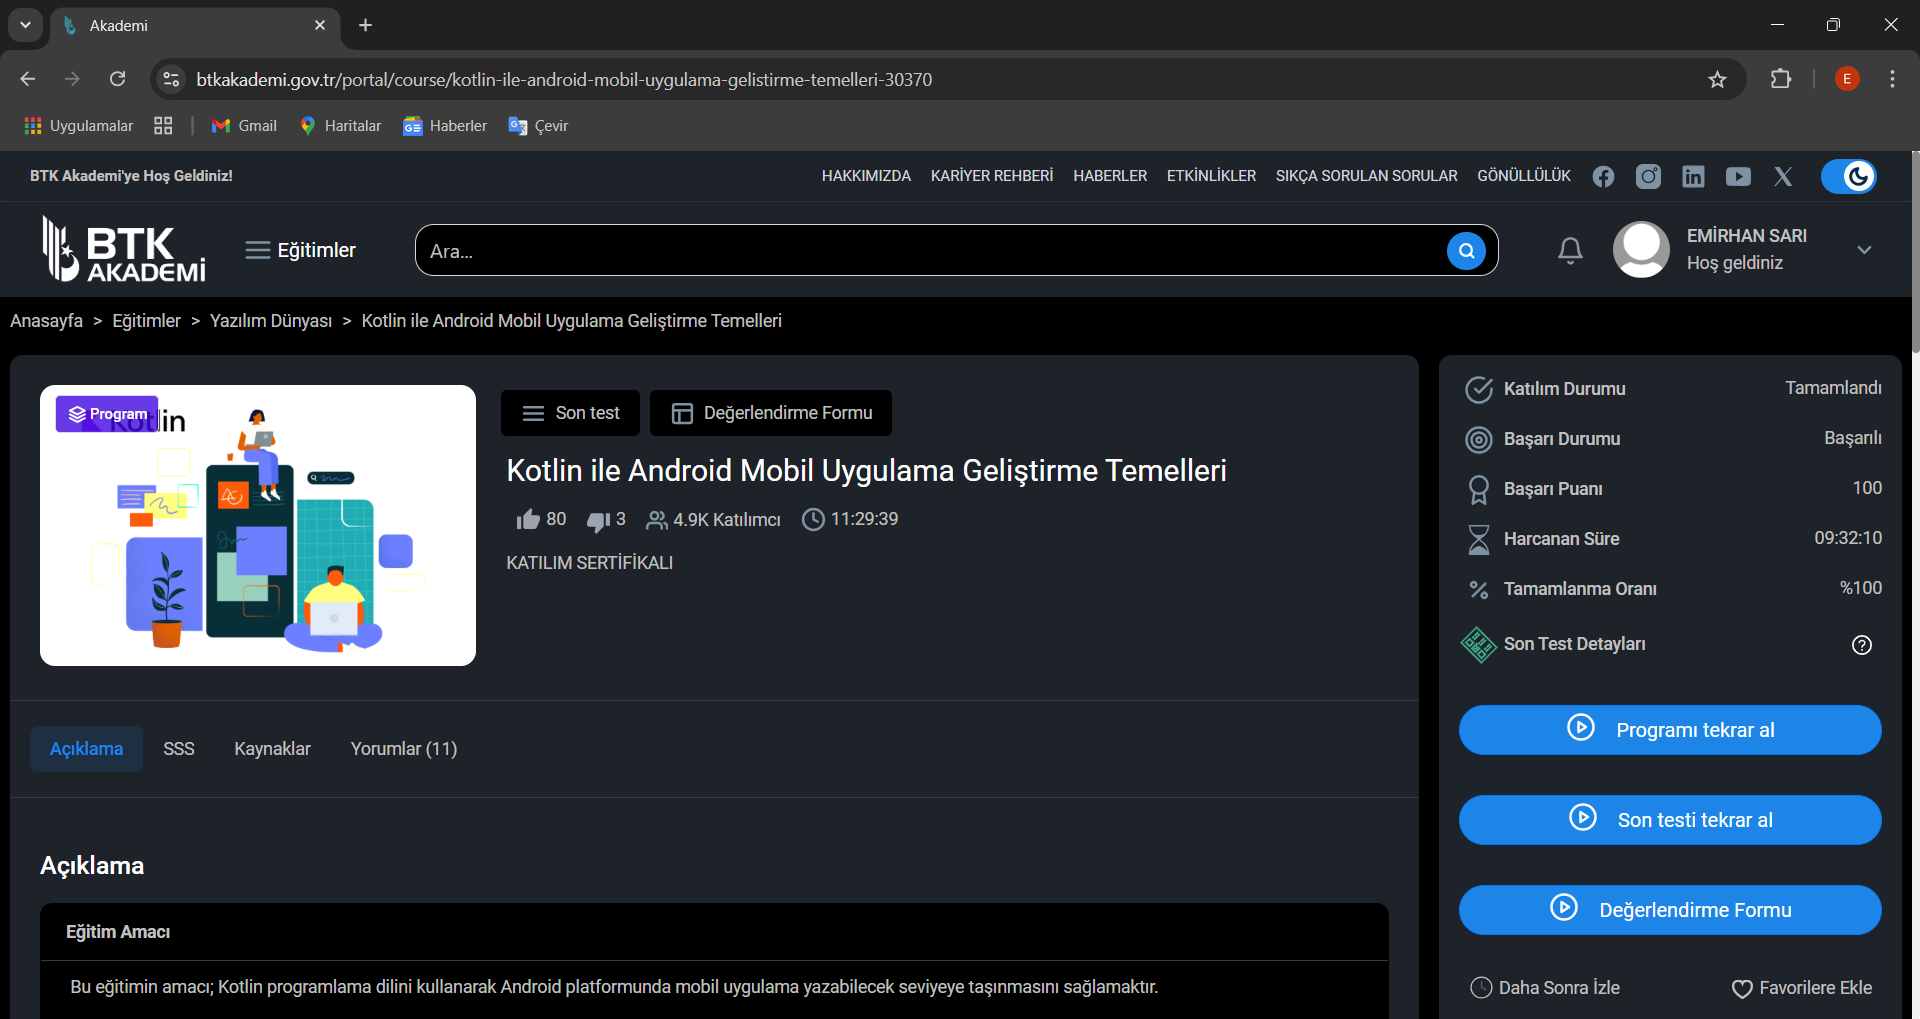 Akademi
btkakademi.gov.tr/portal/course/kotlin-ile-android-mobil-uygulama-gelistirme-temelleri-30370
E
Uygulamalar
Gmail
Haritalar
Haberler
Çevir
BTK Akademi'ye Hoş Geldiniz!
HAKKIMIZDA KARİYER REHBERİ HABERLER ETKİNLİKLER SIKÇA SORULAN SORULAR GÖNÜLLÜLÜK
BTK
AKADEMİ
Eğitimler
Ara...
EMİRHAN SARI
Hoş geldiniz
Anasayfa > Eğitimler > Yazılım Dünyası > Kotlin ile Android Mobil Uygulama Geliştirme Temelleri
Program
Kotlin
Son test
Değerlendirme Formu
Kotlin ile Android Mobil Uygulama Geliştirme Temelleri
80 3 4.9K Katılımcı 11:29:39
KATILIM SERTİFİKALI
Açıklama
SSS
Kaynaklar
Yorumlar (11)
Açıklama
Eğitim Amacı
Bu eğitimin amacı; Kotlin programlama dilini kullanarak Android platformunda mobil uygulama yazabilecek seviyeye taşınmasını sağlamaktır.
Katılım Durumu Tamamlandı
Başarı Durumu Başarılı
Başarı Puanı 100
Harcanan Süre 09:32:10
Tamamlanma Oranı %100
Son Test Detayları
Programı tekrar al
Son testi tekrar al
Değerlendirme Formu
Daha Sonra İzle
Favorilere Ekle